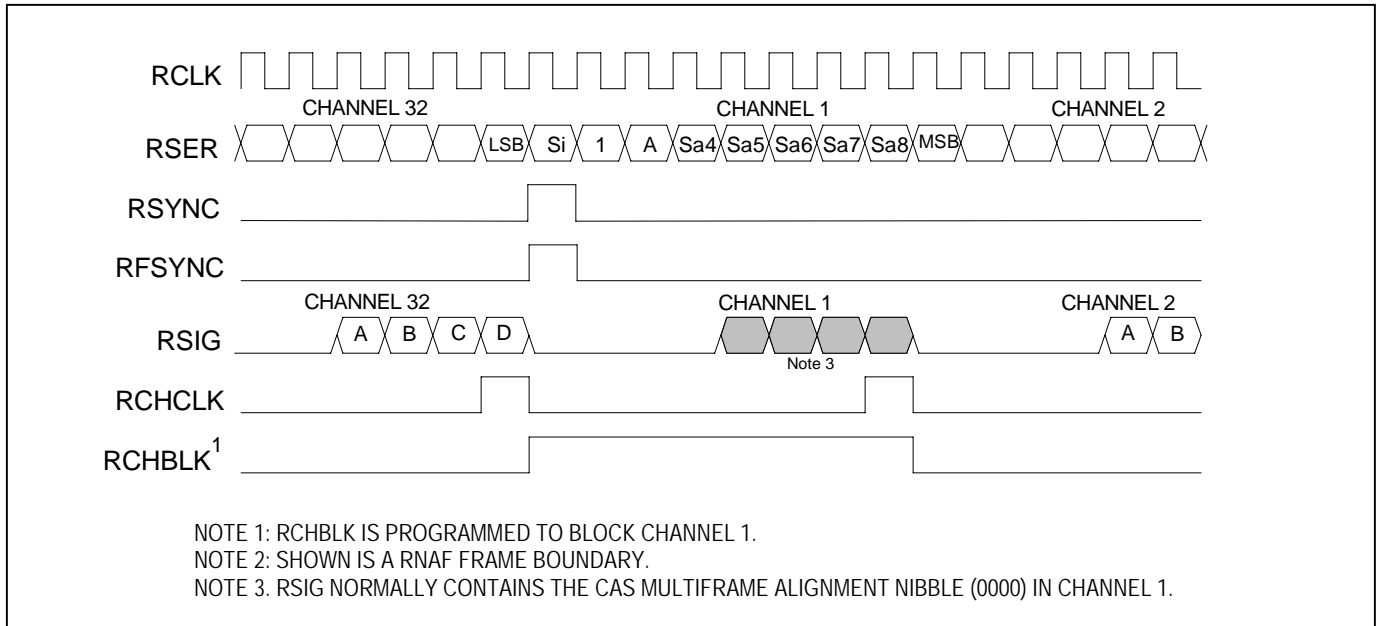 RCLK
CHANNEL 32 CHANNEL 1 CHANNEL 2
RSER LSB Si 1 A Sa4 Sa5 Sa6 Sa7 Sa8 MSB
RSYNC
RFSYNC
CHANNEL 32 CHANNEL 1 CHANNEL 2
RSIG A B C D A B
Note 3
RCHCLK
RCHBLK1
NOTE 1: RCHBLK IS PROGRAMMED TO BLOCK CHANNEL 1.
NOTE 2: SHOWN IS A RNAF FRAME BOUNDARY.
NOTE 3. RSIG NORMALLY CONTAINS THE CAS MULTIFRAME ALIGNMENT NIBBLE (0000) IN CHANNEL 1.